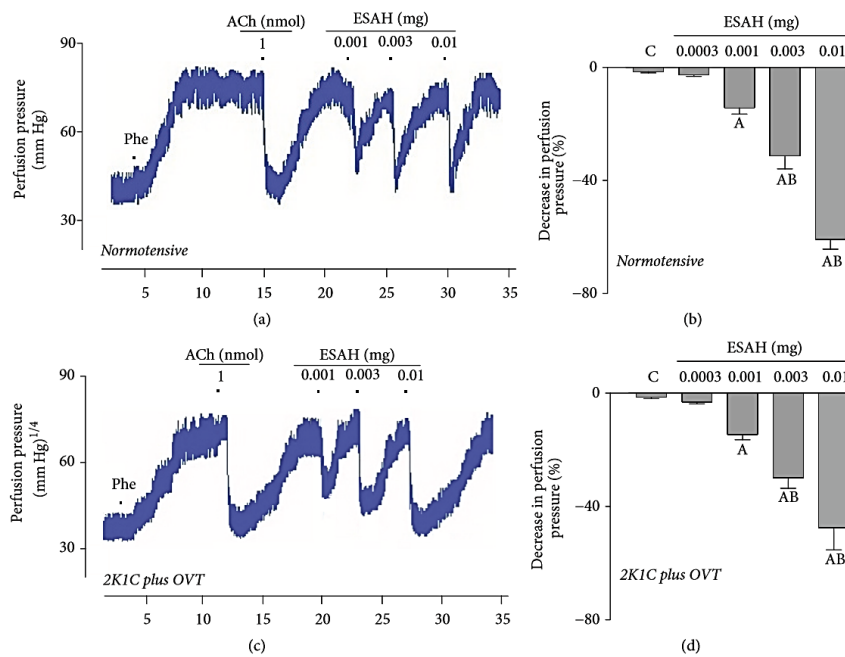 ACh (nmol)
1
ESAH (mg)
0.001 0.003 0.01
90
60
30
Perfusion pressure
(mm Hg)
Phe
Normotensive
5 10 15 20 25 30 35
(a)
ESAH (mg)
C 0.0003 0.001 0.003 0.01
0
−40
−80
Decrease in perfusion
pressure (%)
A
AB
AB
Normotensive
(b)
ACh (nmol)
1
ESAH (mg)
0.001 0.003 0.01
90
60
30
Perfusion pressure
(mm Hg)1/4
Phe
2K1C plus OVT
5 10 15 20 25 30 35
(c)
ESAH (mg)
C 0.0003 0.001 0.003 0.01
0
−40
−80
Decrease in perfusion
pressure (%)
A
AB
AB
2K1C plus OVT
(d)